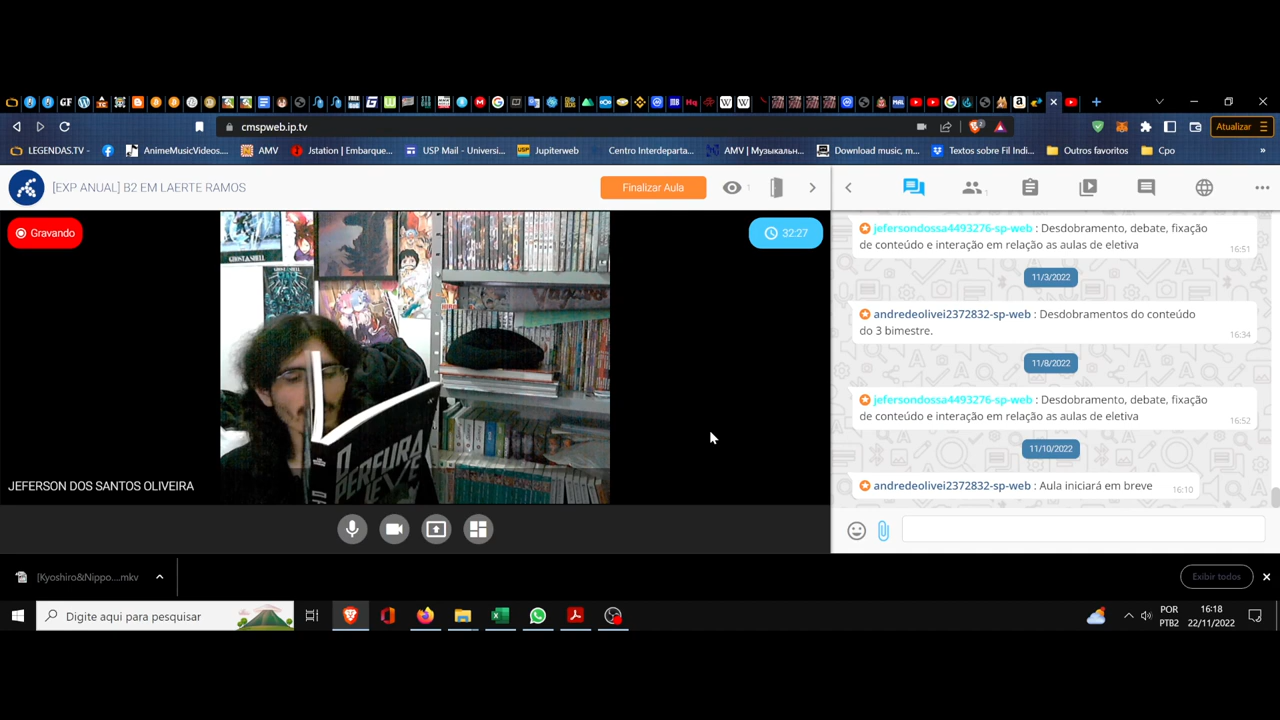 cmspweb.ip.tv
Atualizar
LEGENDAS.TV -
AnimeMusicVideos...
AMV
Jstation | Embarque...
USP Mail - Universi...
Jupiterweb
Centro Interdeparta...
AMV | Музыкальн...
Download music, m...
Textos sobre Fil Indi...
Outros favoritos
Cpo
»
[EXP ANUAL] B2 EM LAERTE RAMOS
Finalizar Aula
1
1
Gravando
32:27
GHOST & SHELL
O
PERFURA
NEVE
JEFERSON DOS SANTOS OLIVEIRA
jefersondossa4493276-sp-web : Desdobramento, debate, fixação
de conteúdo e interação em relação as aulas de eletiva
16:51
11/3/2022
andredeolivei2372832-sp-web : Desdobramentos do conteúdo
do 3 bimestre.
16:34
11/8/2022
jefersondossa4493276-sp-web : Desdobramento, debate, fixação
de conteúdo e interação em relação as aulas de eletiva
16:52
11/10/2022
andredeolivei2372832-sp-web : Aula iniciará em breve
16:10
[Kyoshiro&Nippo....mkv
Exibir todos
Digite aqui para pesquisar
POR
PTB2
16:18
22/11/2022